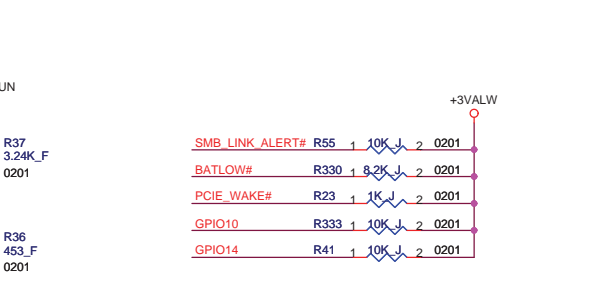 UN
+3VALW
R37
3.24K_F
0201
SMB_LINK_ALERT# R55 1 10K_J 2 0201
BATLOW# R330 1 8.2K_J 2 0201
PCIE_WAKE# R23 1 1K_J 2 0201
GPIO10 R333 1 10K_J 2 0201
GPIO14 R41 1 10K_J 2 0201
R36
453_F
0201